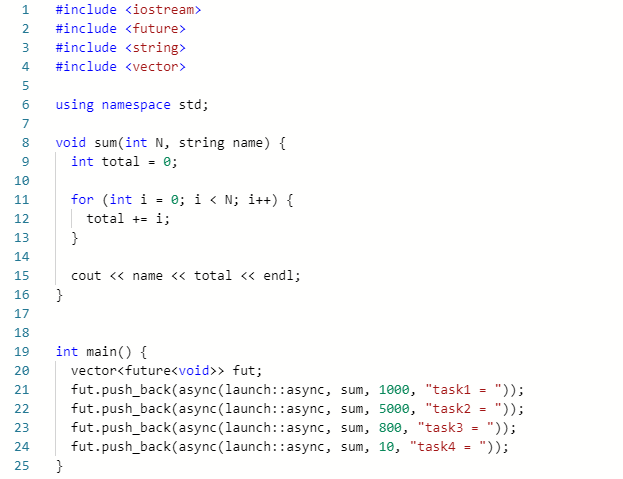 1 #include <iostream>
2 #include <future>
3 #include <string>
4 #include <vector>
5
6 using namespace std;
7
8 void sum(int N, string name) {
9   int total = 0;
10
11   for (int i = 0; i < N; i++) {
12     total += i;
13   }
14
15   cout << name << total << endl;
16 }
17
18
19 int main() {
20   vector<future<void>> fut;
21   fut.push_back(async(launch::async, sum, 1000, "task1 = "));
22   fut.push_back(async(launch::async, sum, 5000, "task2 = "));
23   fut.push_back(async(launch::async, sum, 800, "task3 = "));
24   fut.push_back(async(launch::async, sum, 10, "task4 = "));
25 }